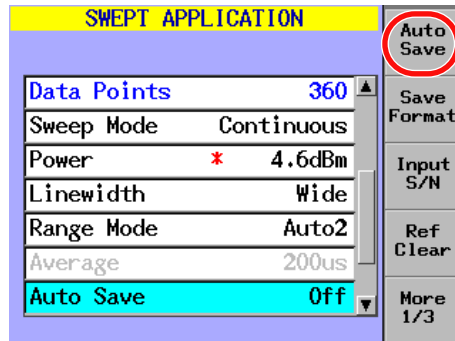 SWEPT APPLICATION
Data Points 360
Sweep Mode Continuous
Power * 4.6dBm
Linewidth Wide
Range Mode Auto2
Average 200us
Auto Save Off
Auto
Save
Save
Format
Input
S/N
Ref
Clear
More
1/3